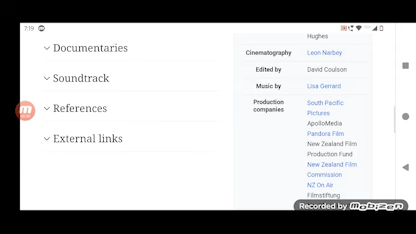 7:19
Documentaries
Soundtrack
References
External links
Hughes
Cinematography Leon Narbey
Edited by David Coulson
Music by Lisa Gerrard
Production companies South Pacific
Pictures
ApolloMedia
Pandora Film
New Zealand Film
Production Fund
New Zealand Film
Commission
NZ On Air
Filmstiftung
Recorded by Mobizen